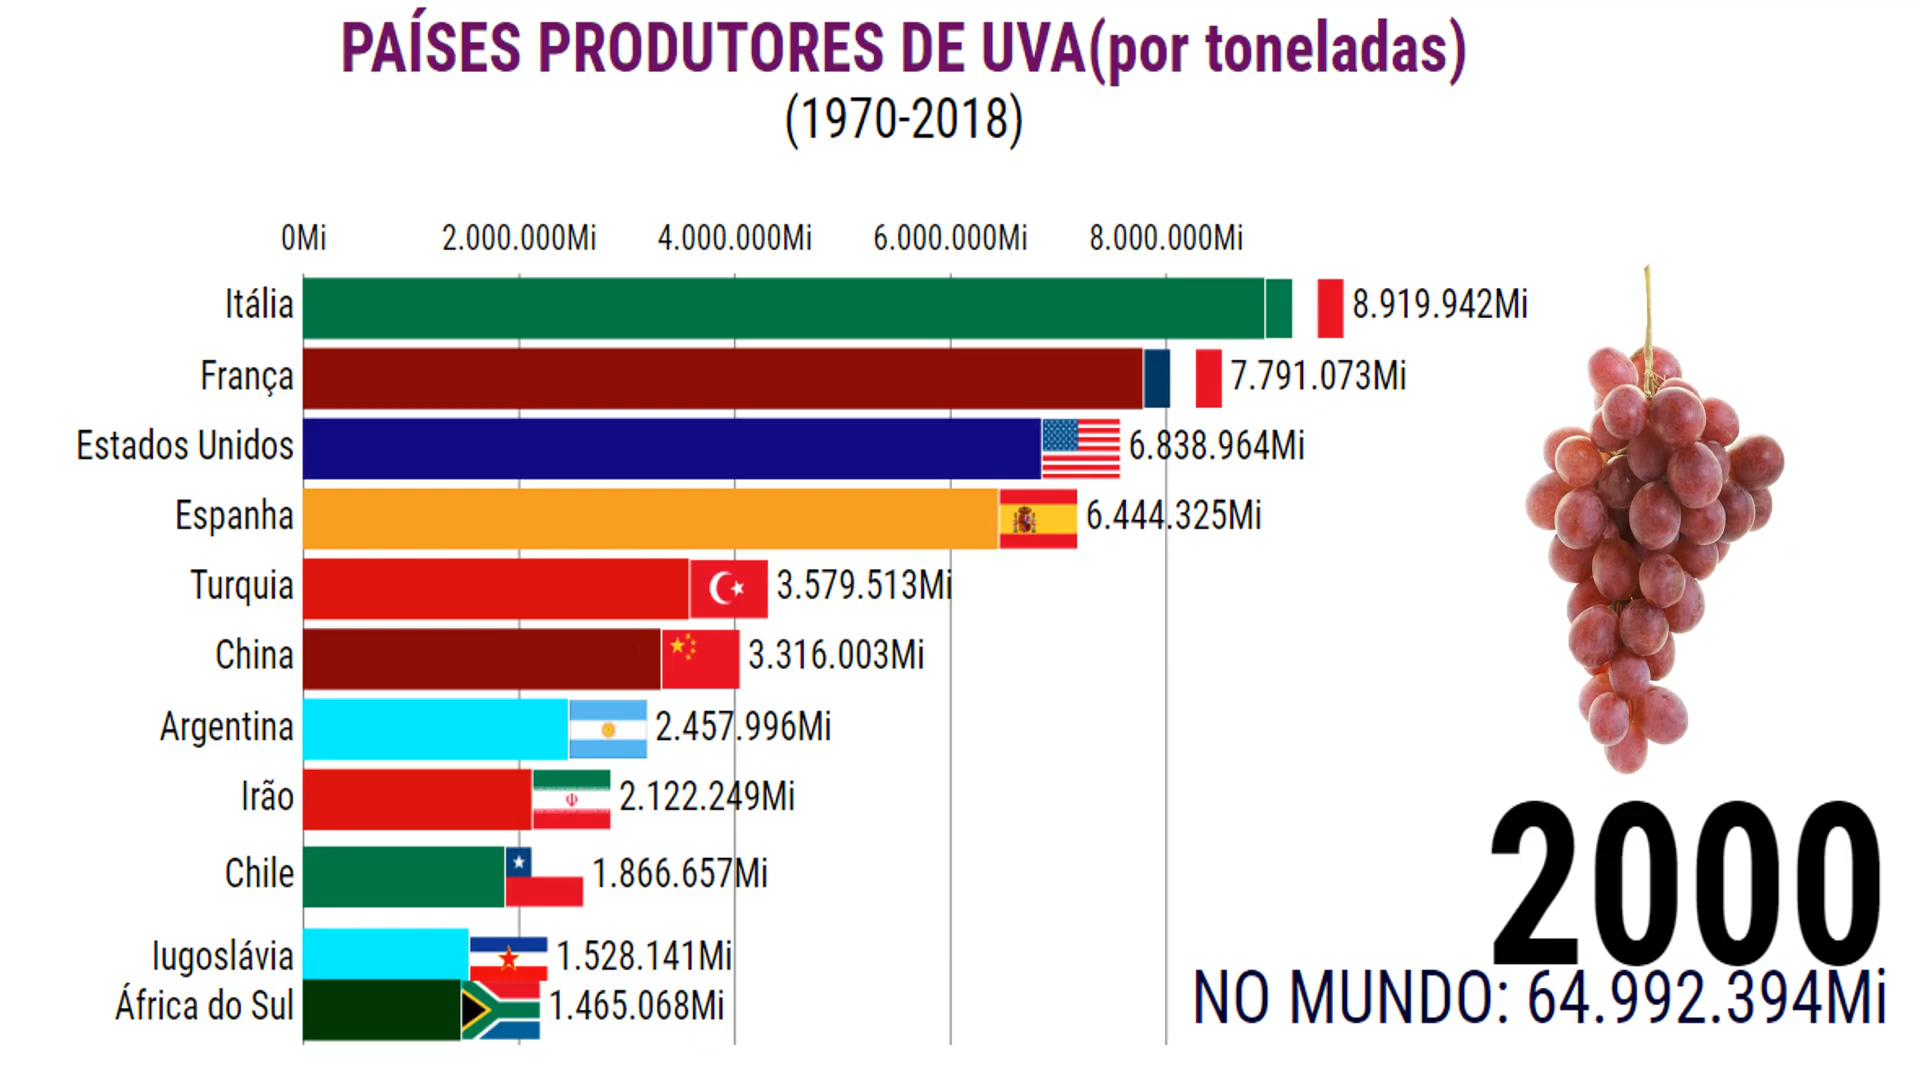 PAÍSES PRODUTORES DE UVA(por toneladas)
(1970-2018)
0Mi 2.000.000Mi 4.000.000Mi 6.000.000Mi 8.000.000Mi
Itália 8.919.942Mi
França 7.791.073Mi
Estados Unidos 6.838.964Mi
Espanha 6.444.325Mi
Turquia 3.579.513Mi
China 3.316.003Mi
Argentina 2.457.996Mi
Irão 2.122.249Mi
Chile 1.866.657Mi
Iugoslávia 1.528.141Mi
África do Sul 1.465.068Mi
2000
NO MUNDO: 64.992.394Mi